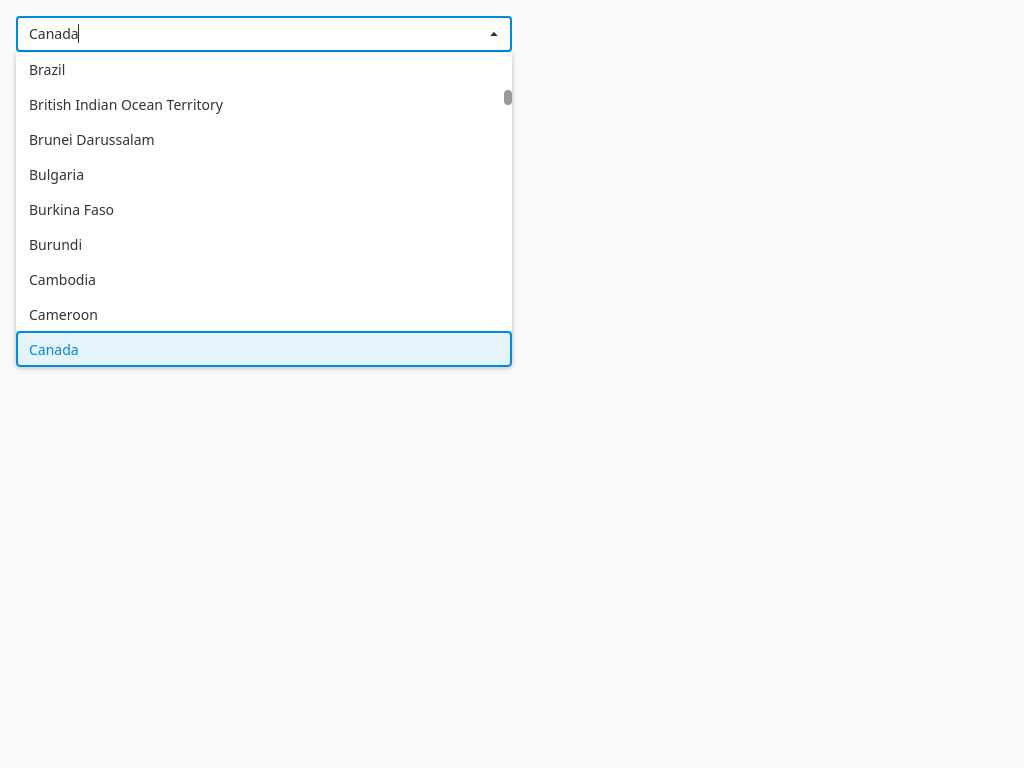 Canada
Brazil
British Indian Ocean Territory
Brunei Darussalam
Bulgaria
Burkina Faso
Burundi
Cambodia
Cameroon
Canada